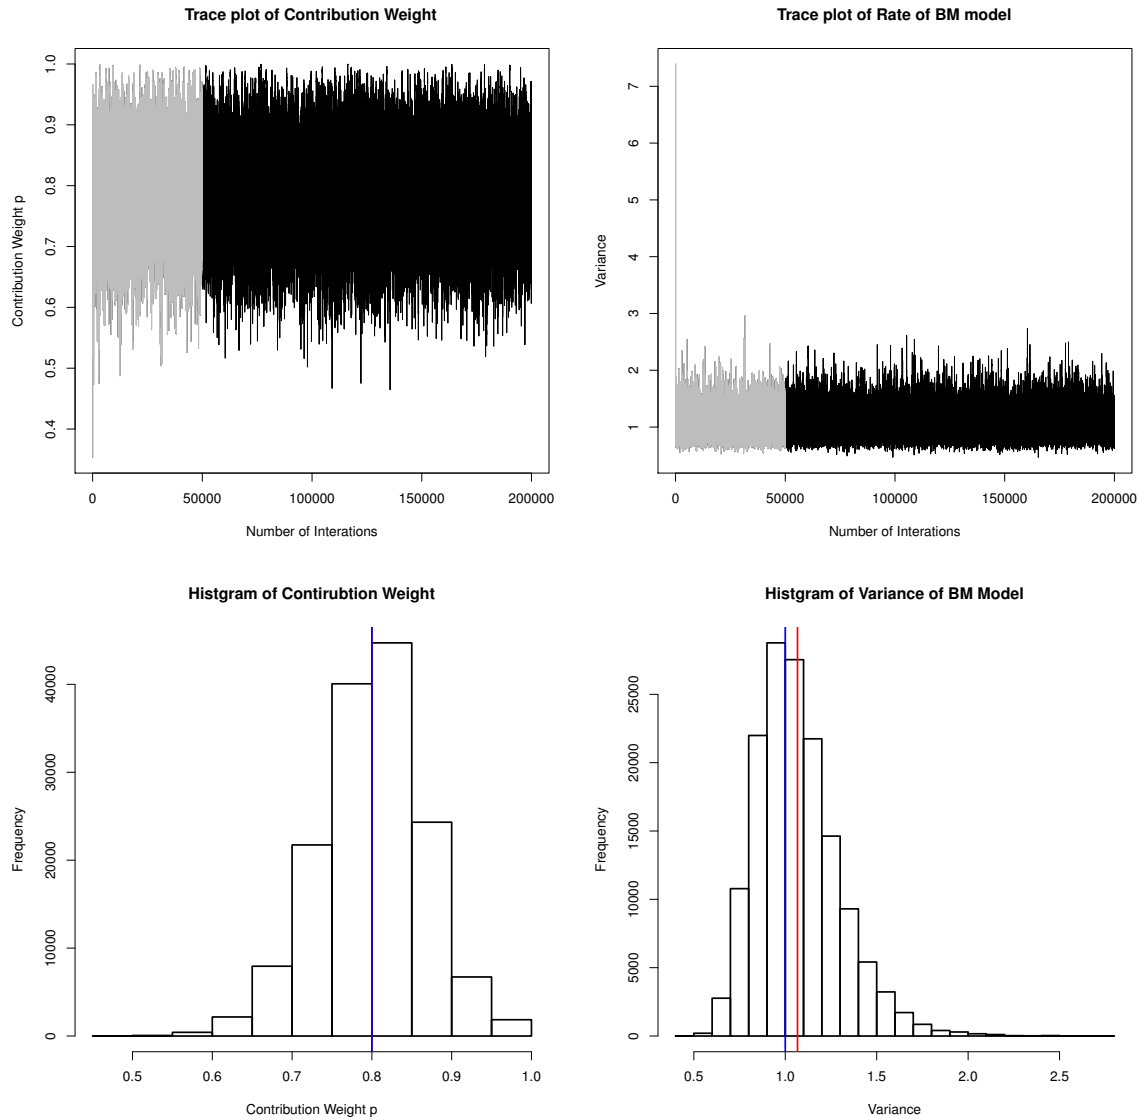 Trace plot of Contribution Weight
Contribution Weight p
0.4 0.5 0.6 0.7 0.8 0.9 1.0
0 50000 100000 150000 200000
Number of Interations
Trace plot of Rate of BM model
Variance
1 2 3 4 5 6 7
0 50000 100000 150000 200000
Number of Interations
Histgram of Contirubtion Weight
Frequency
0 10000 20000 30000 40000
0.5 0.6 0.7 0.8 0.9 1.0
Contribution Weight p
Histgram of Variance of BM Model
Frequency
0 5000 10000 15000 20000 25000
0.5 1.0 1.5 2.0 2.5
Variance